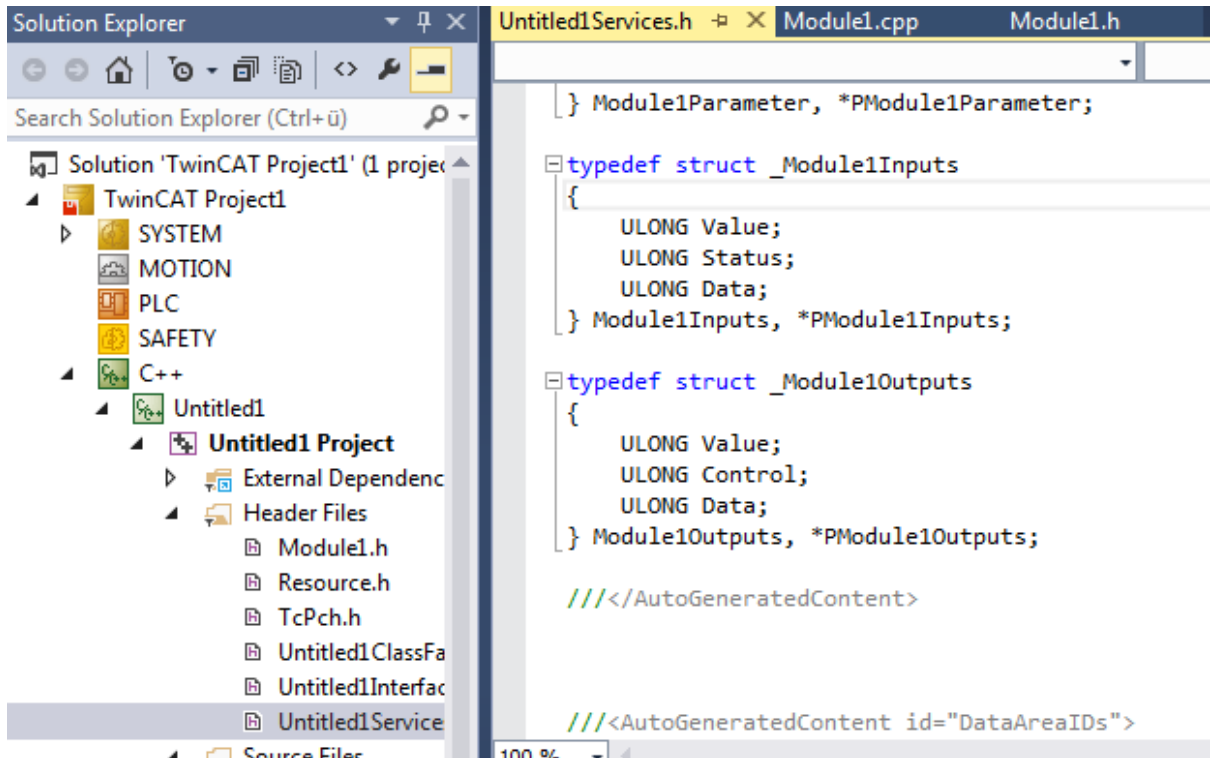 Solution Explorer
Search Solution Explorer (Ctrl+ü)
Solution 'TwinCAT Project1' (1 projec
TwinCAT Project1
SYSTEM
MOTION
PLC
SAFETY
C++
Untitled1
Untitled1 Project
External Dependenc
Header Files
Module1.h
Resource.h
TcPch.h
Untitled1ClassFa
Untitled1Interfac
Untitled1Service
Source Files
Untitled1Services.h Module1.cpp Module1.h
} Module1Parameter, *PModule1Parameter;
typedef struct _Module1Inputs
{
ULONG Value;
ULONG Status;
ULONG Data;
} Module1Inputs, *PModule1Inputs;
typedef struct _Module1Outputs
{
ULONG Value;
ULONG Control;
ULONG Data;
} Module1Outputs, *PModule1Outputs;
///</AutoGeneratedContent>
///<AutoGeneratedContent id="DataAreaIDs">
100 %